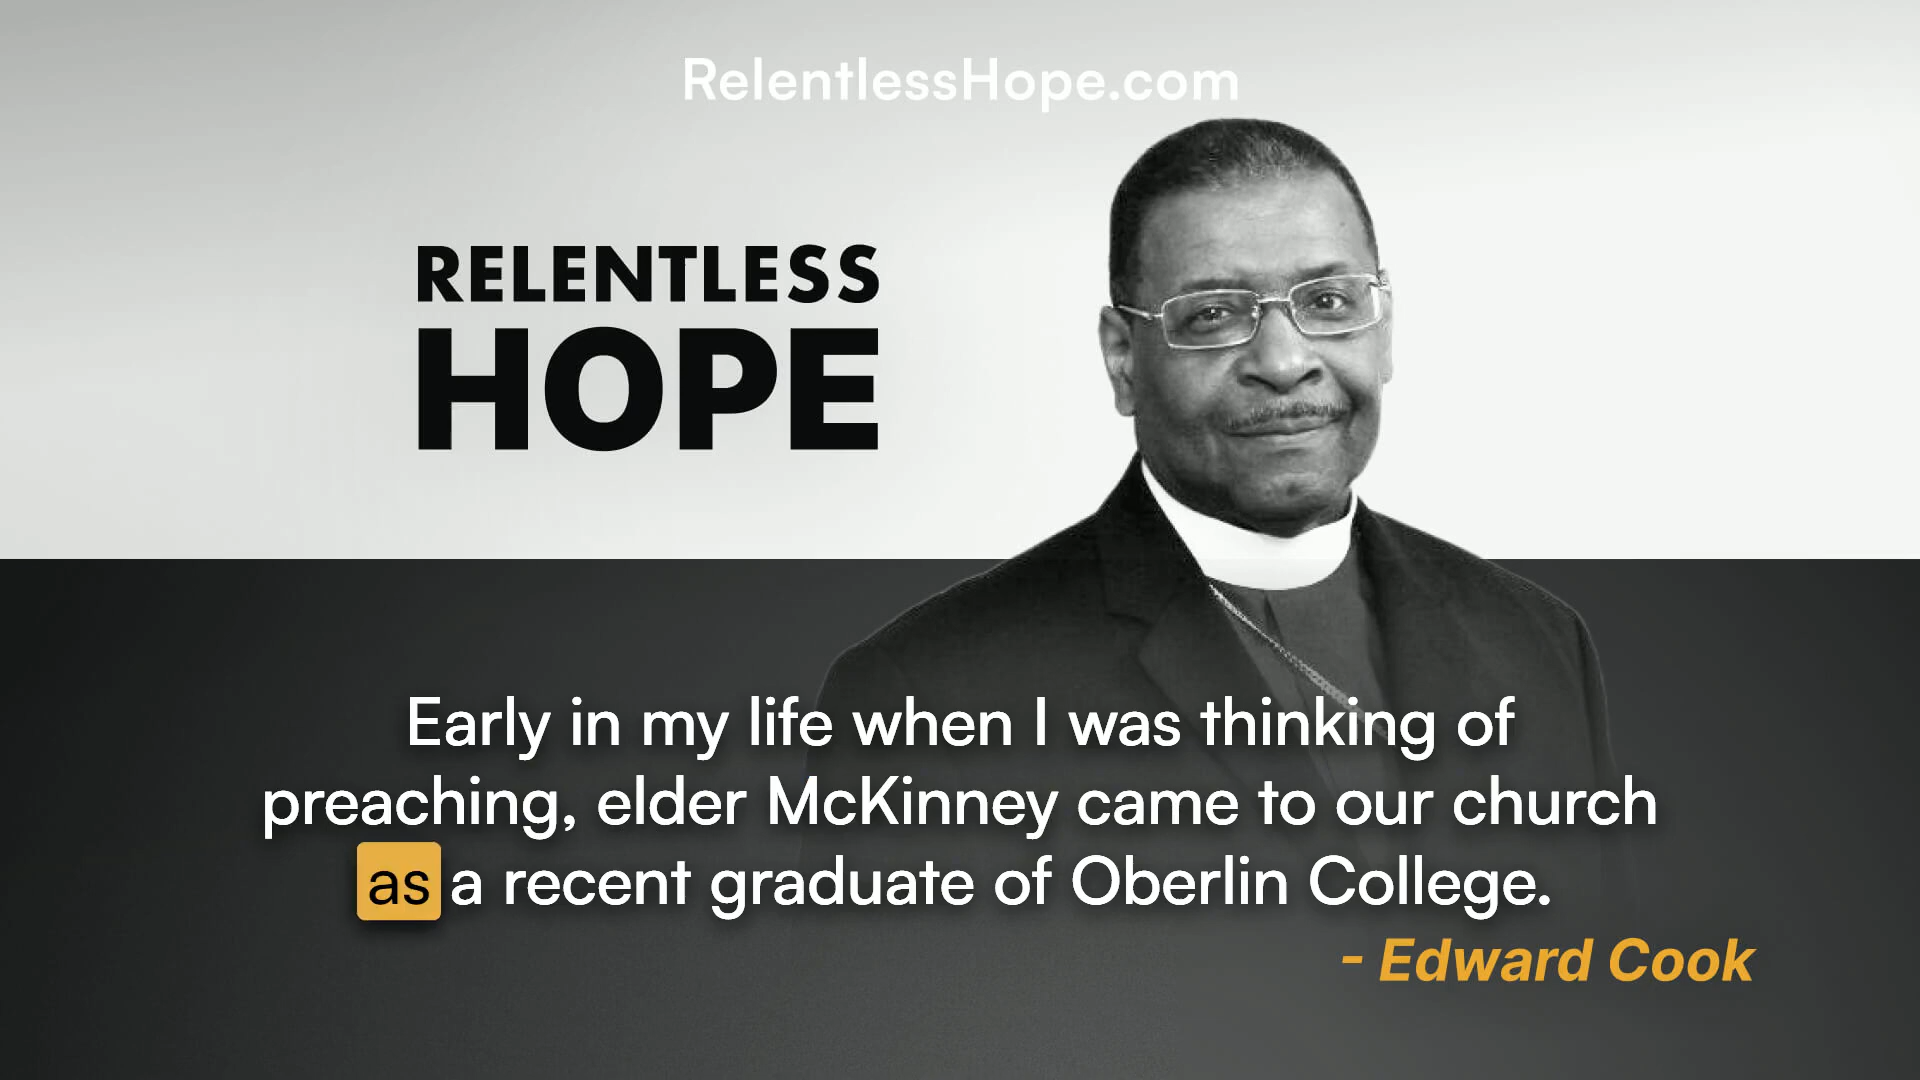 RelentlessHope.com
RELENTLESS
HOPE
Early in my life when I was thinking of
preaching, elder McKinney came to our church
as a recent graduate of Oberlin College.
- Edward Cook